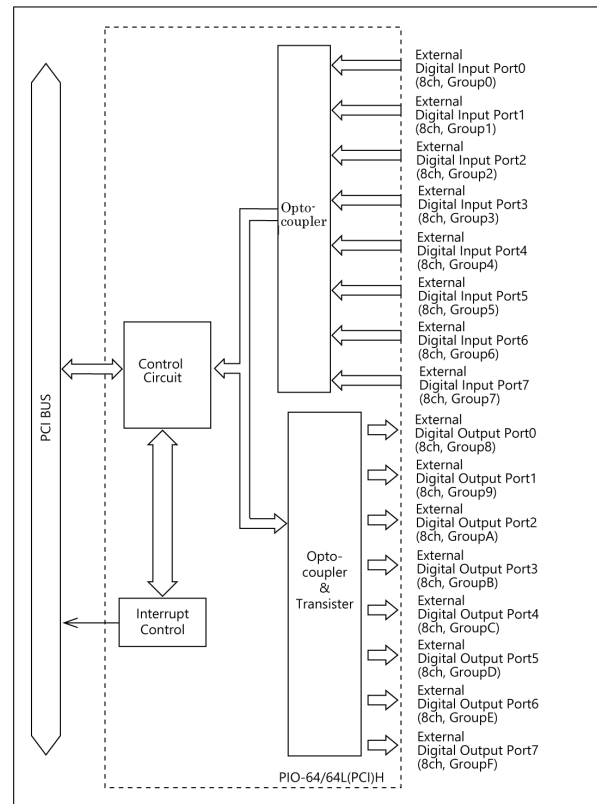 External
Digital Input Port0
(8ch, Group0)
External
Digital Input Port1
(8ch, Group1)
External
Digital Input Port2
(8ch, Group2)
External
Digital Input Port3
(8ch, Group3)
External
Digital Input Port4
(8ch, Group4)
External
Digital Input Port5
(8ch, Group5)
External
Digital Input Port6
(8ch, Group6)
External
Digital Input Port7
(8ch, Group7)
Opto-
coupler
Control
Circuit
PCI BUS
External
Digital Output Port0
(8ch, Group8)
External
Digital Output Port1
(8ch, Group9)
External
Digital Output Port2
(8ch, GroupA)
External
Digital Output Port3
(8ch, GroupB)
External
Digital Output Port4
(8ch, GroupC)
External
Digital Output Port5
(8ch, GroupD)
External
Digital Output Port6
(8ch, GroupE)
External
Digital Output Port7
(8ch, GroupF)
Opto-
coupler
&
Transister
Interrupt
Control
PIO-64/64L(PCI)H